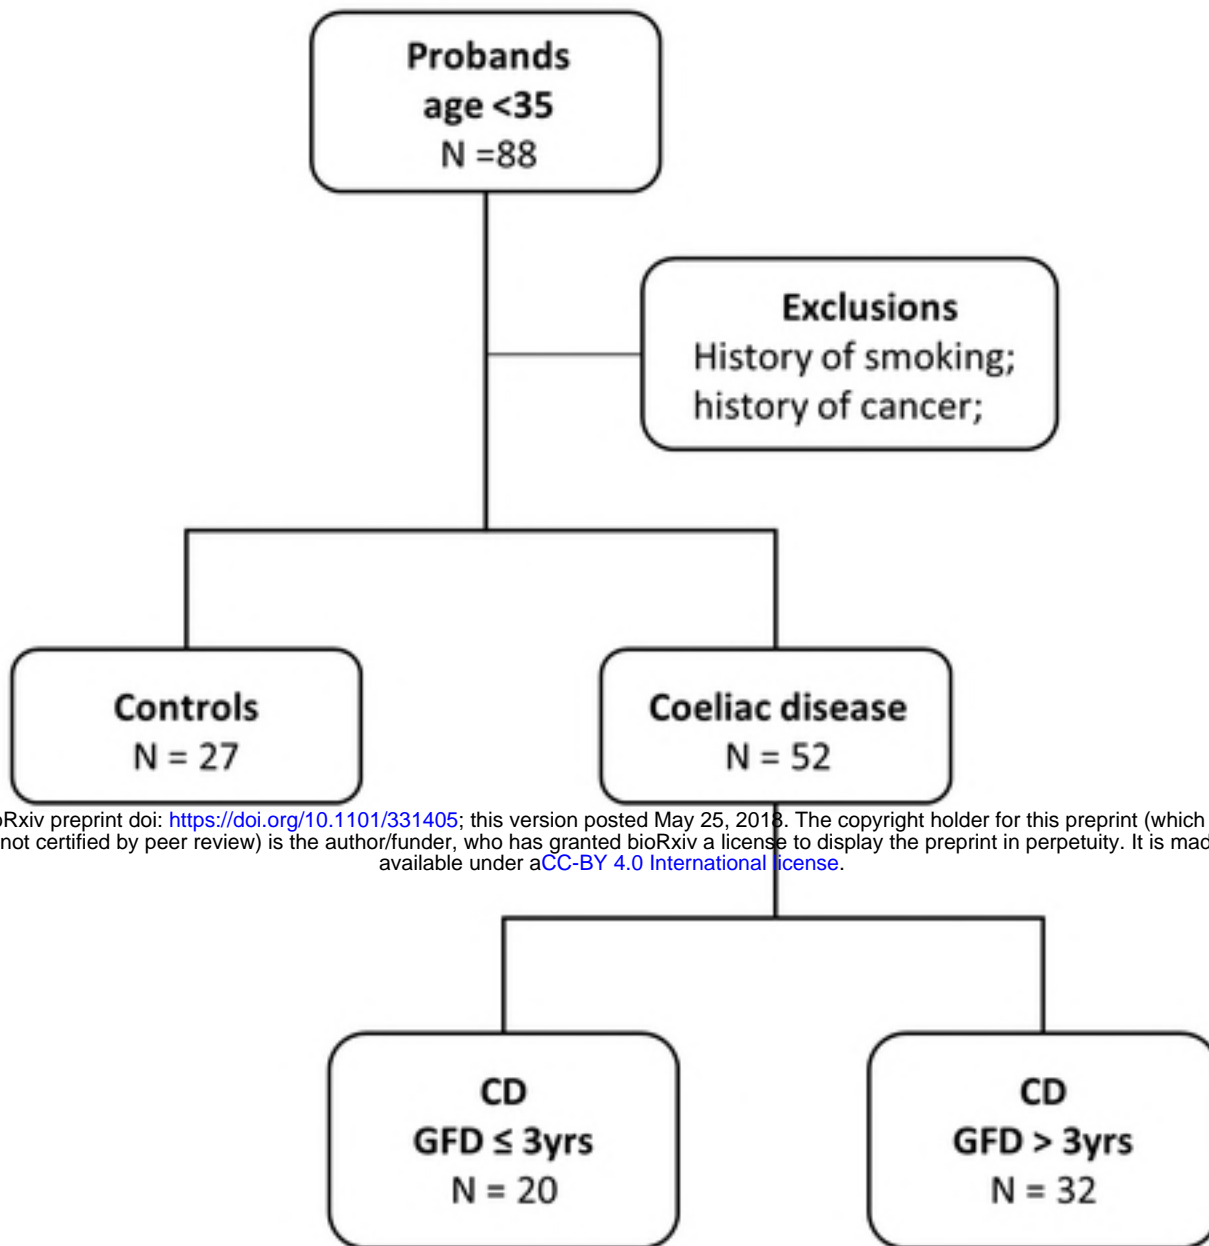 Probands
age <35
N =88
Exclusions
History of smoking;
history of cancer;
Controls
N = 27
Coeliac disease
N = 52
preprint doi: https://doi.org/10.1101/331405; this version posted May 25, 2018. The copyright holder for this preprint (which
not certified by peer review) is the author/funder, who has granted bioRxiv a license to display the preprint in perpetuity. It is
available under aCC-BY 4.0 International license.
CD
GFD ≤ 3yrs
N = 20
CD
GFD > 3yrs
N = 32